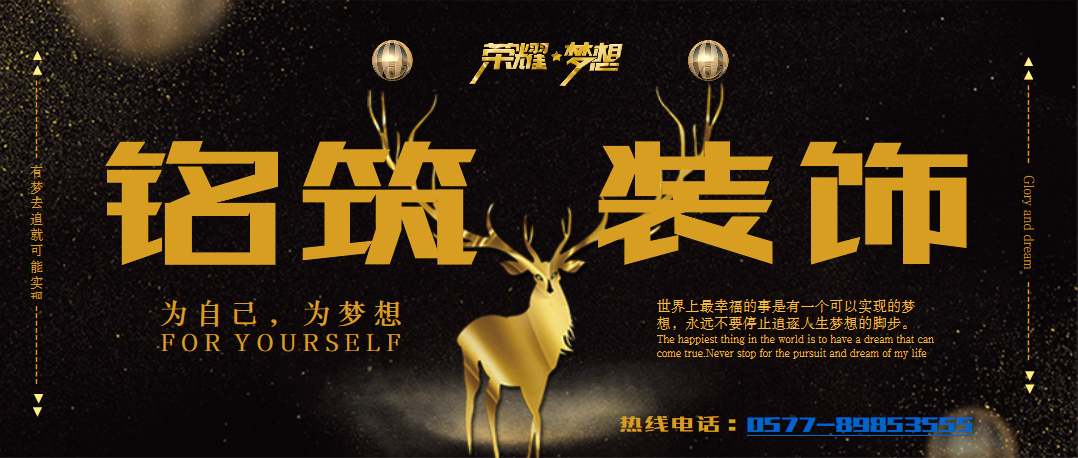 荣耀★梦想
铭筑 装饰
有梦去追就可能实现
Glory and dream
为自己，为梦想
FOR YOURSELF
世界上最幸福的事是有一个可以实现的梦
想，永远不要停止追逐人生梦想的脚步。
The happiest thing in the world is to have a dream that can
come true.Never stop for the pursuit and dream of my life
热线电话：0577-89853555